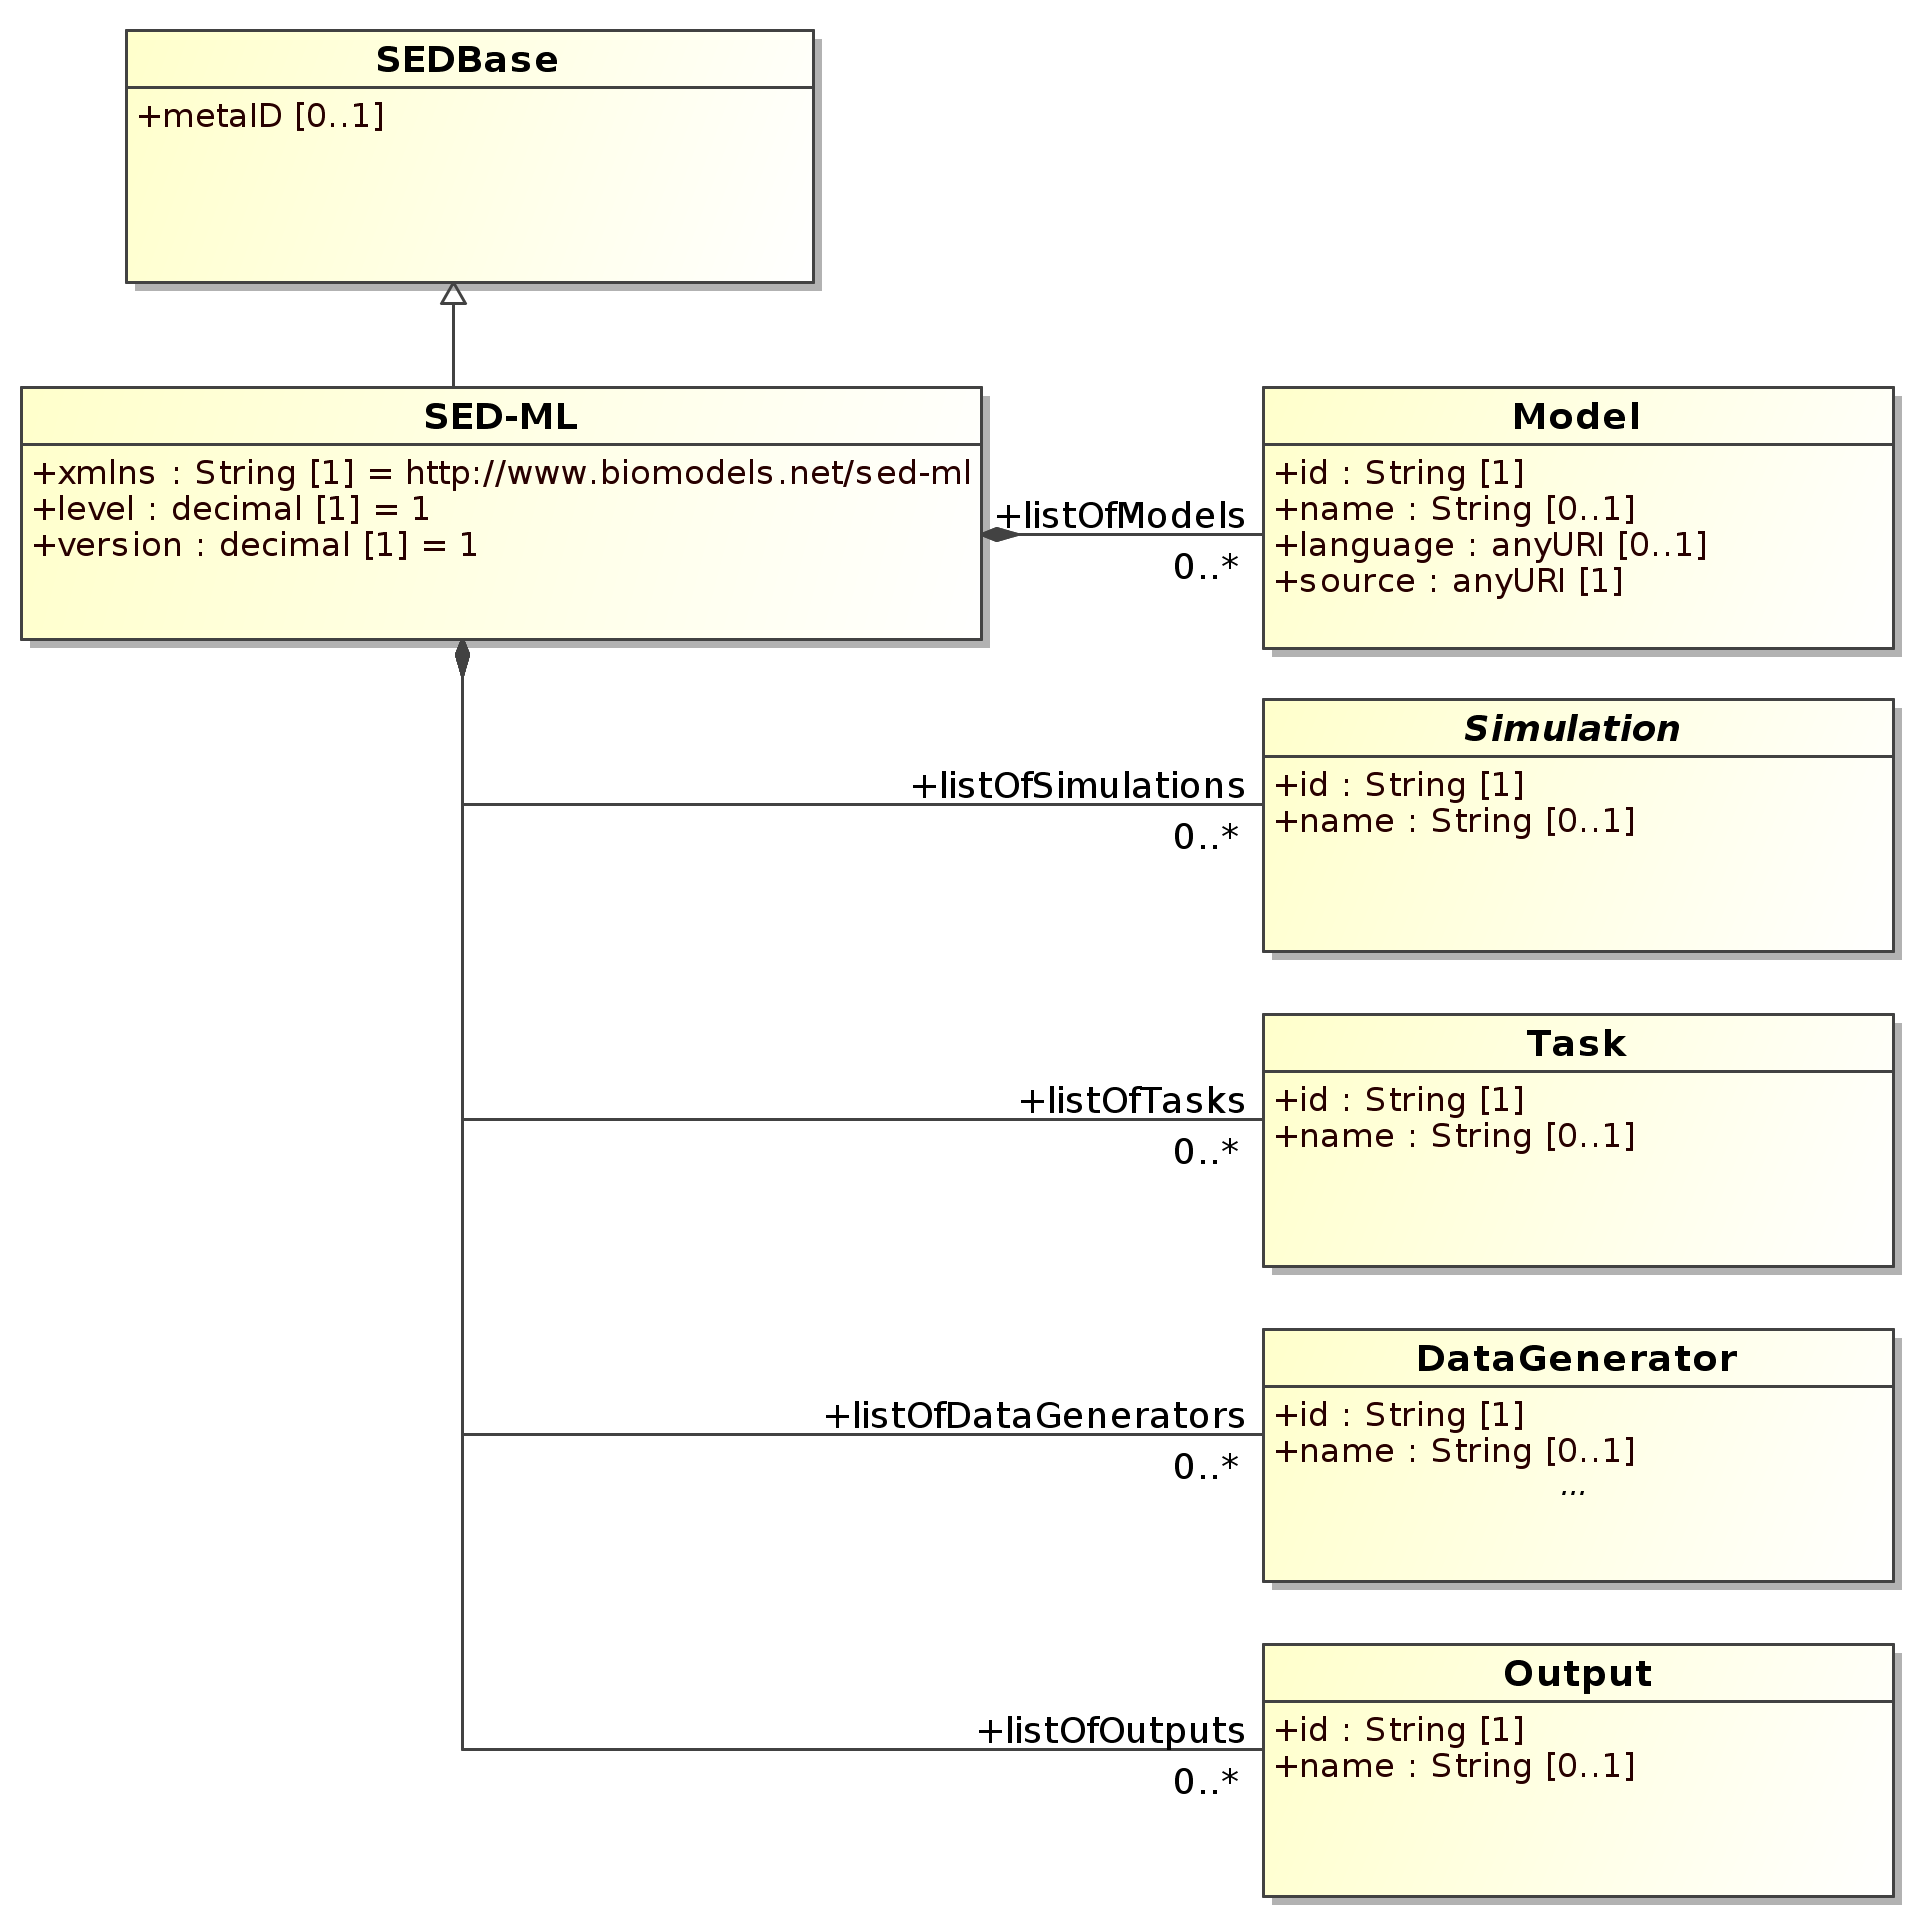 SEDBase
+metaID [0..1]
SED-ML
+xmlns : String [1] = http://www.biomodels.net/sed-ml
+level : decimal [1] = 1
+version : decimal [1] = 1
+listOfModels
0..*
Model
+id : String [1]
+name : String [0..1]
+language : anyURI [0..1]
+source : anyURI [1]
+listOfSimulations
0..*
Simulation
+id : String [1]
+name : String [0..1]
+listOfTasks
0..*
Task
+id : String [1]
+name : String [0..1]
+listOfDataGenerators
0..*
DataGenerator
+id : String [1]
+name : String [0..1]
...
+listOfOutputs
0..*
Output
+id : String [1]
+name : String [0..1]